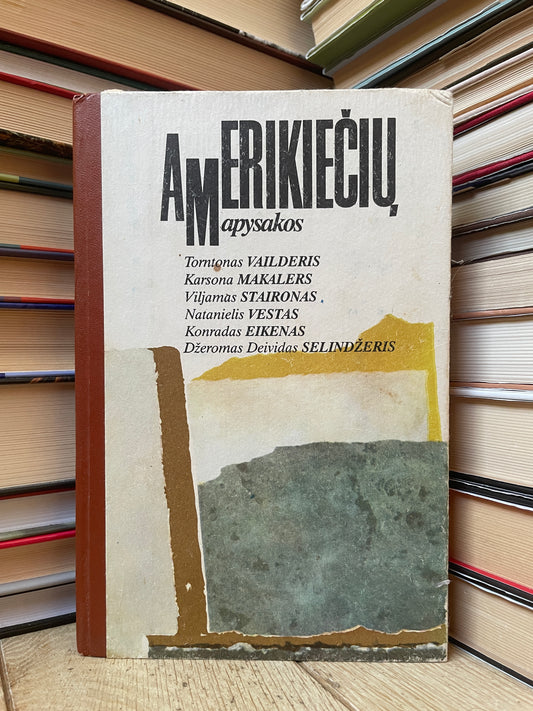 AMERIKIEČIŲ
apysakos
Torntonas VAILDERIS
Karsona MAKALERS
Viljamas STAIRONAS
Natanielis VESTAS
Konradas EIKENAS
Džeromas Deividas SELINDŽERIS